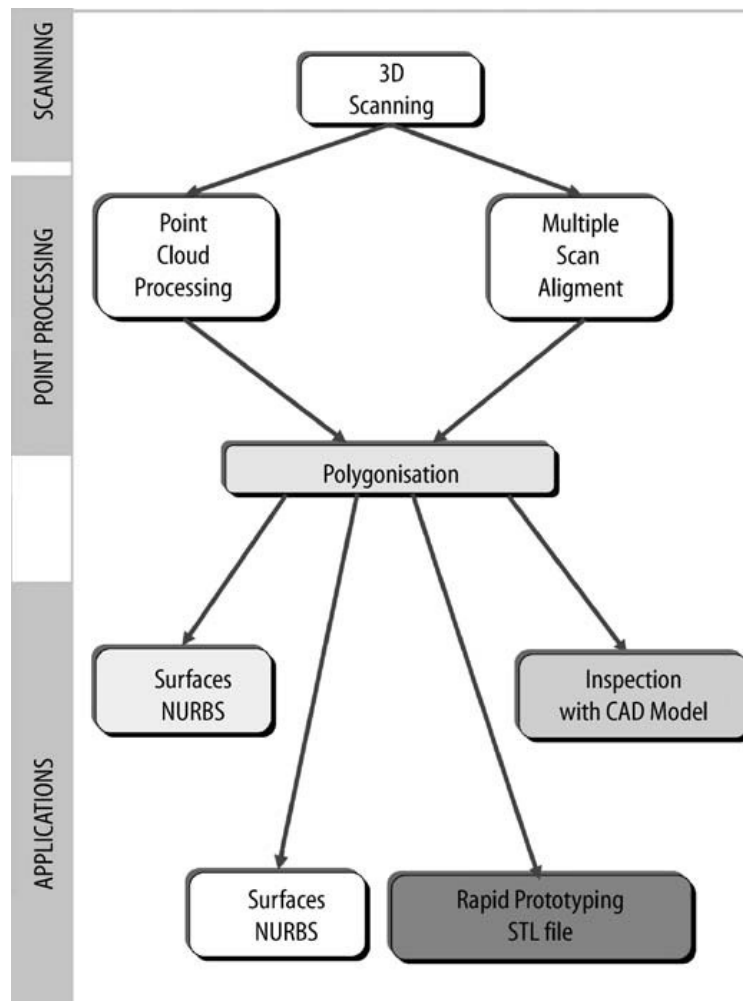 SCANNING
3D
Scanning
POINT PROCESSING
Point
Cloud
Processing
Multiple
Scan
Aligment
Polygonisation
APPLICATIONS
Surfaces
NURBS
Inspection
with CAD Model
Surfaces
NURBS
Rapid Prototyping
STL file